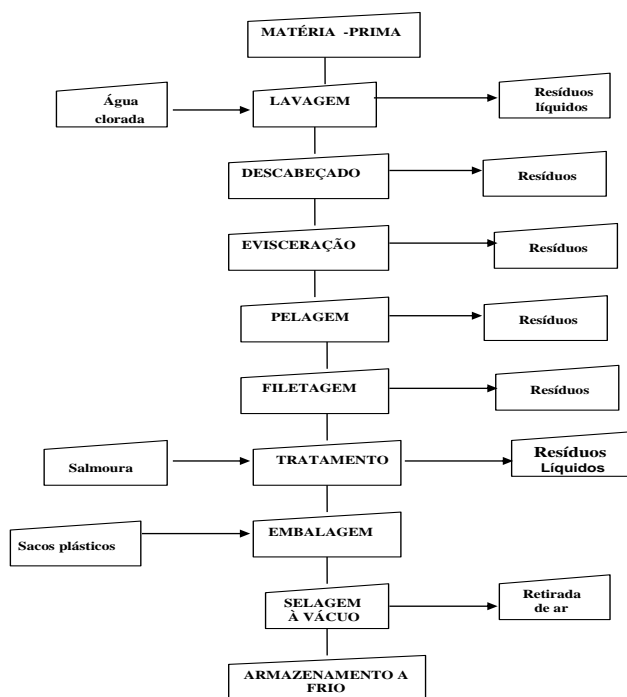 MATÉRIA -PRIMA
Água
clorada
LAVAGEM
Resíduos
líquidos
DESCABEÇADO
Resíduos
EVISCERAÇÃO
Resíduos
PELAGEM
Resíduos
FILETAGEM
Resíduos
Salmoura
TRATAMENTO
Resíduos
Líquidos
Sacos plásticos
EMBALAGEM
SELAGEM
À VÁCUO
Retirada
de ar
ARMAZENAMENTO A
FRIO